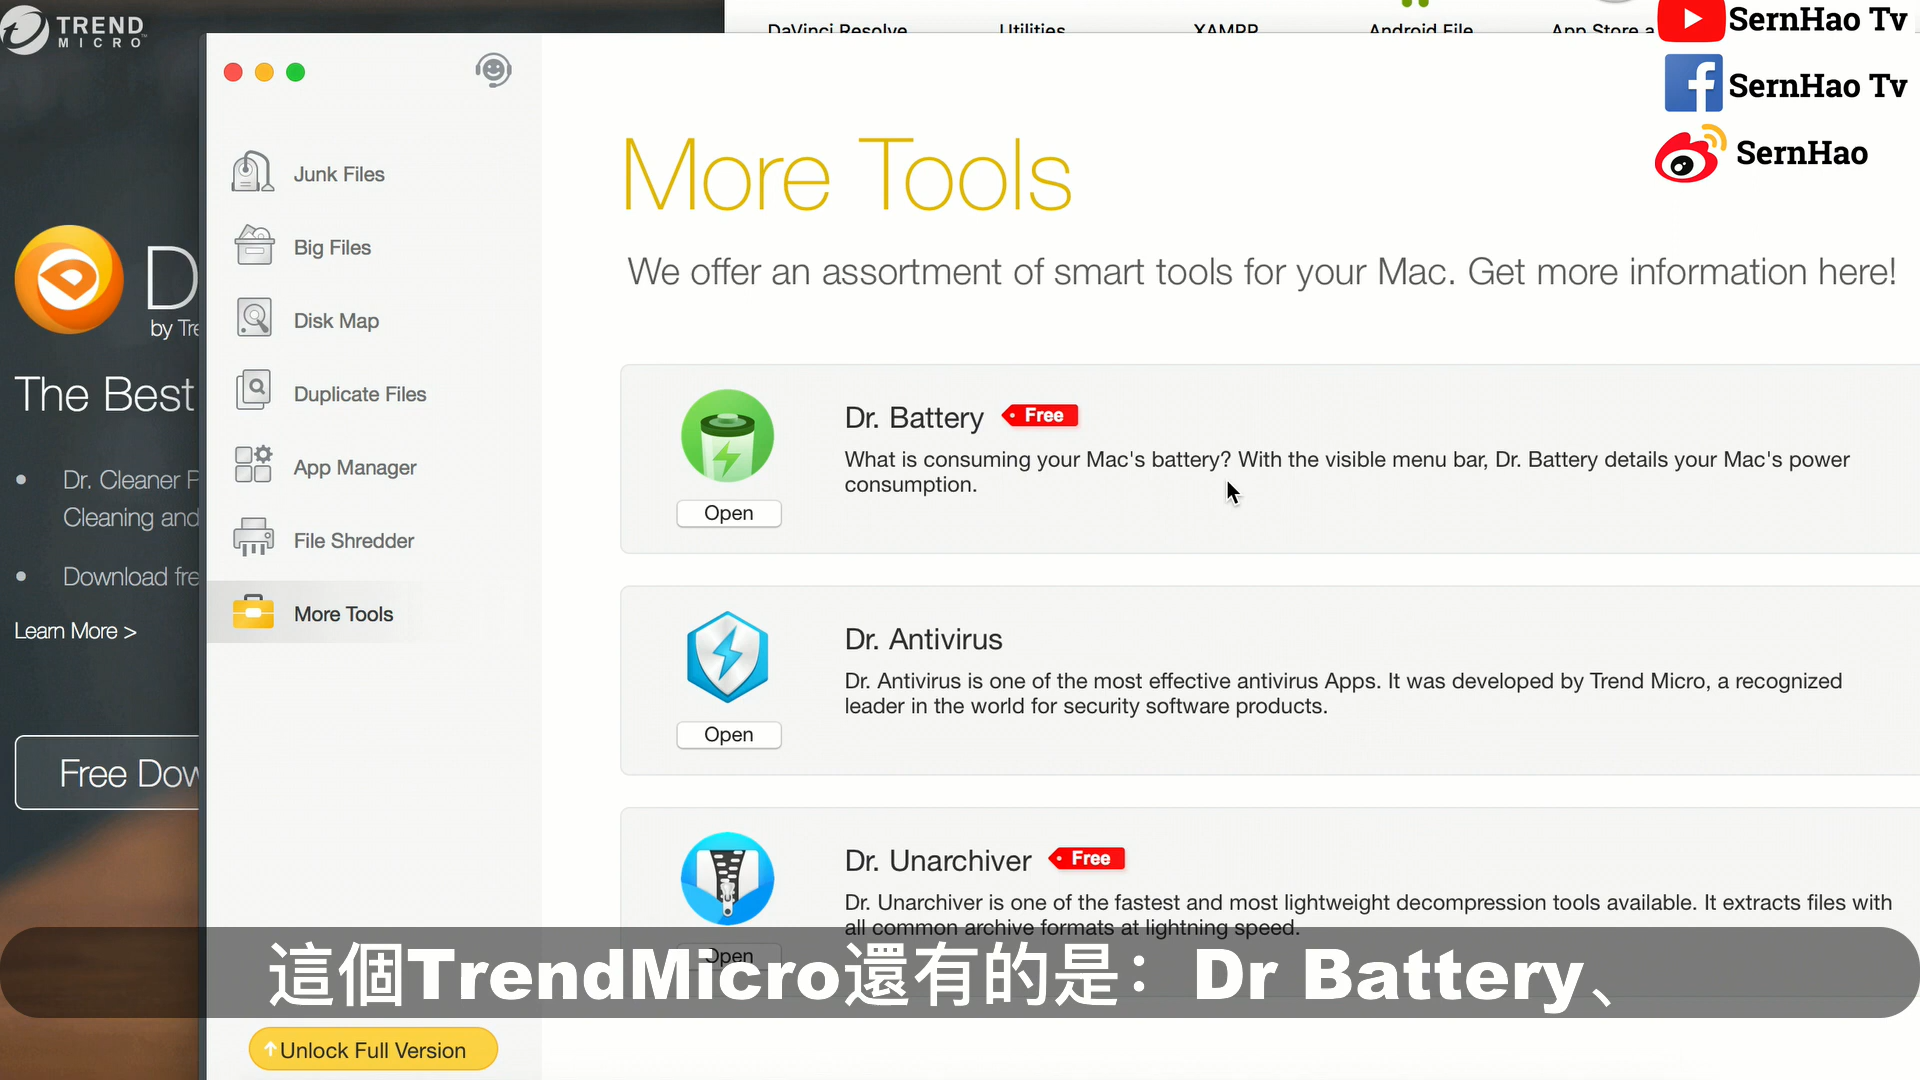 TREND
MICRO
DaVinci Resolve
Utilities
XAMPP
Android File
App Store a
SernHao Tv
SernHao Tv
SernHao
D
by Tre
The Best
Dr. Cleaner P
Cleaning and
Download fre
Learn More >
Free Dow
Junk Files
Big Files
Disk Map
Duplicate Files
App Manager
File Shredder
More Tools
Unlock Full Version
More Tools
We offer an assortment of smart tools for your Mac. Get more information here!
Dr. Battery
Free
What is consuming your Mac's battery? With the visible menu bar, Dr. Battery details your Mac's power
consumption.
Open
Dr. Antivirus
Dr. Antivirus is one of the most effective antivirus Apps. It was developed by Trend Micro, a recognized
leader in the world for security software products.
Open
Dr. Unarchiver
Free
Dr. Unarchiver is one of the fastest and most lightweight decompression tools available. It extracts files with
all common archive formats at lightning speed.
Open
這個TrendMicro還有的是：Dr Battery、